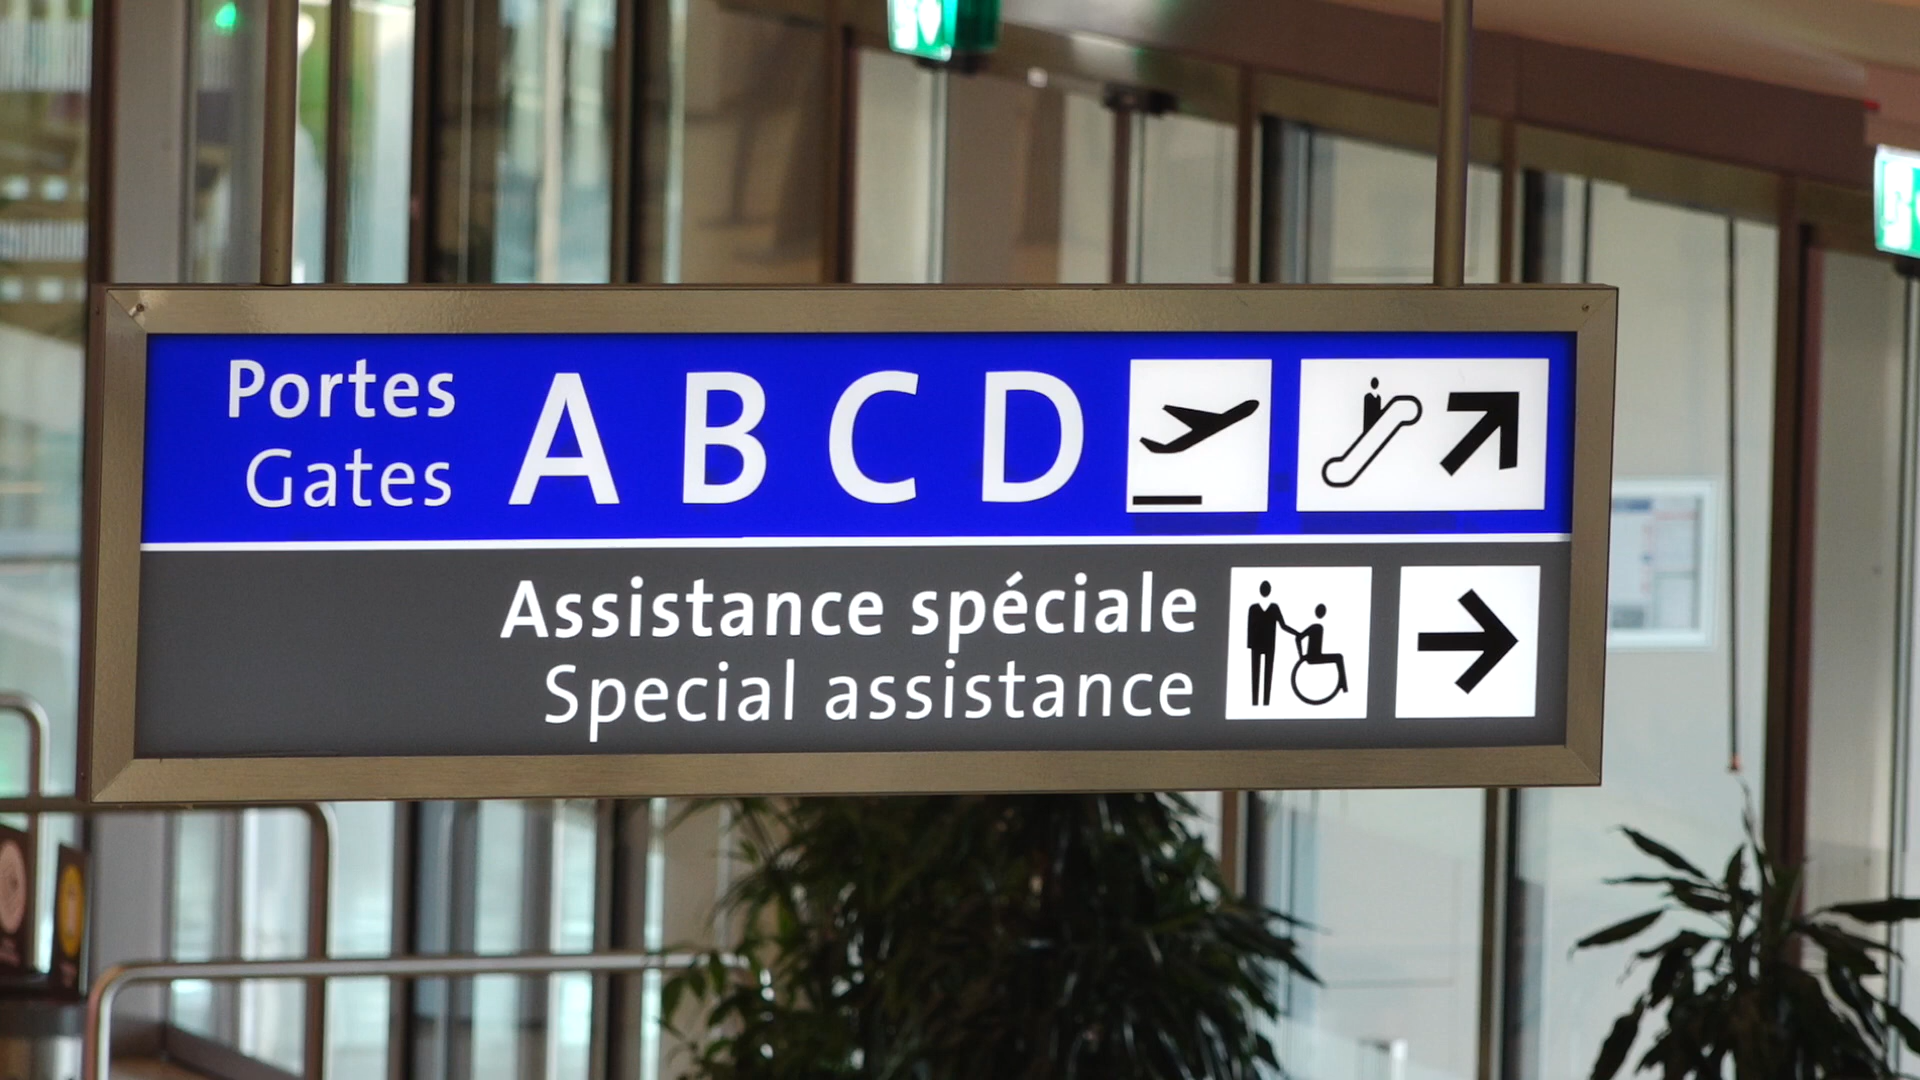 Portes
Gates
A B C D
Assistance spéciale
Special assistance